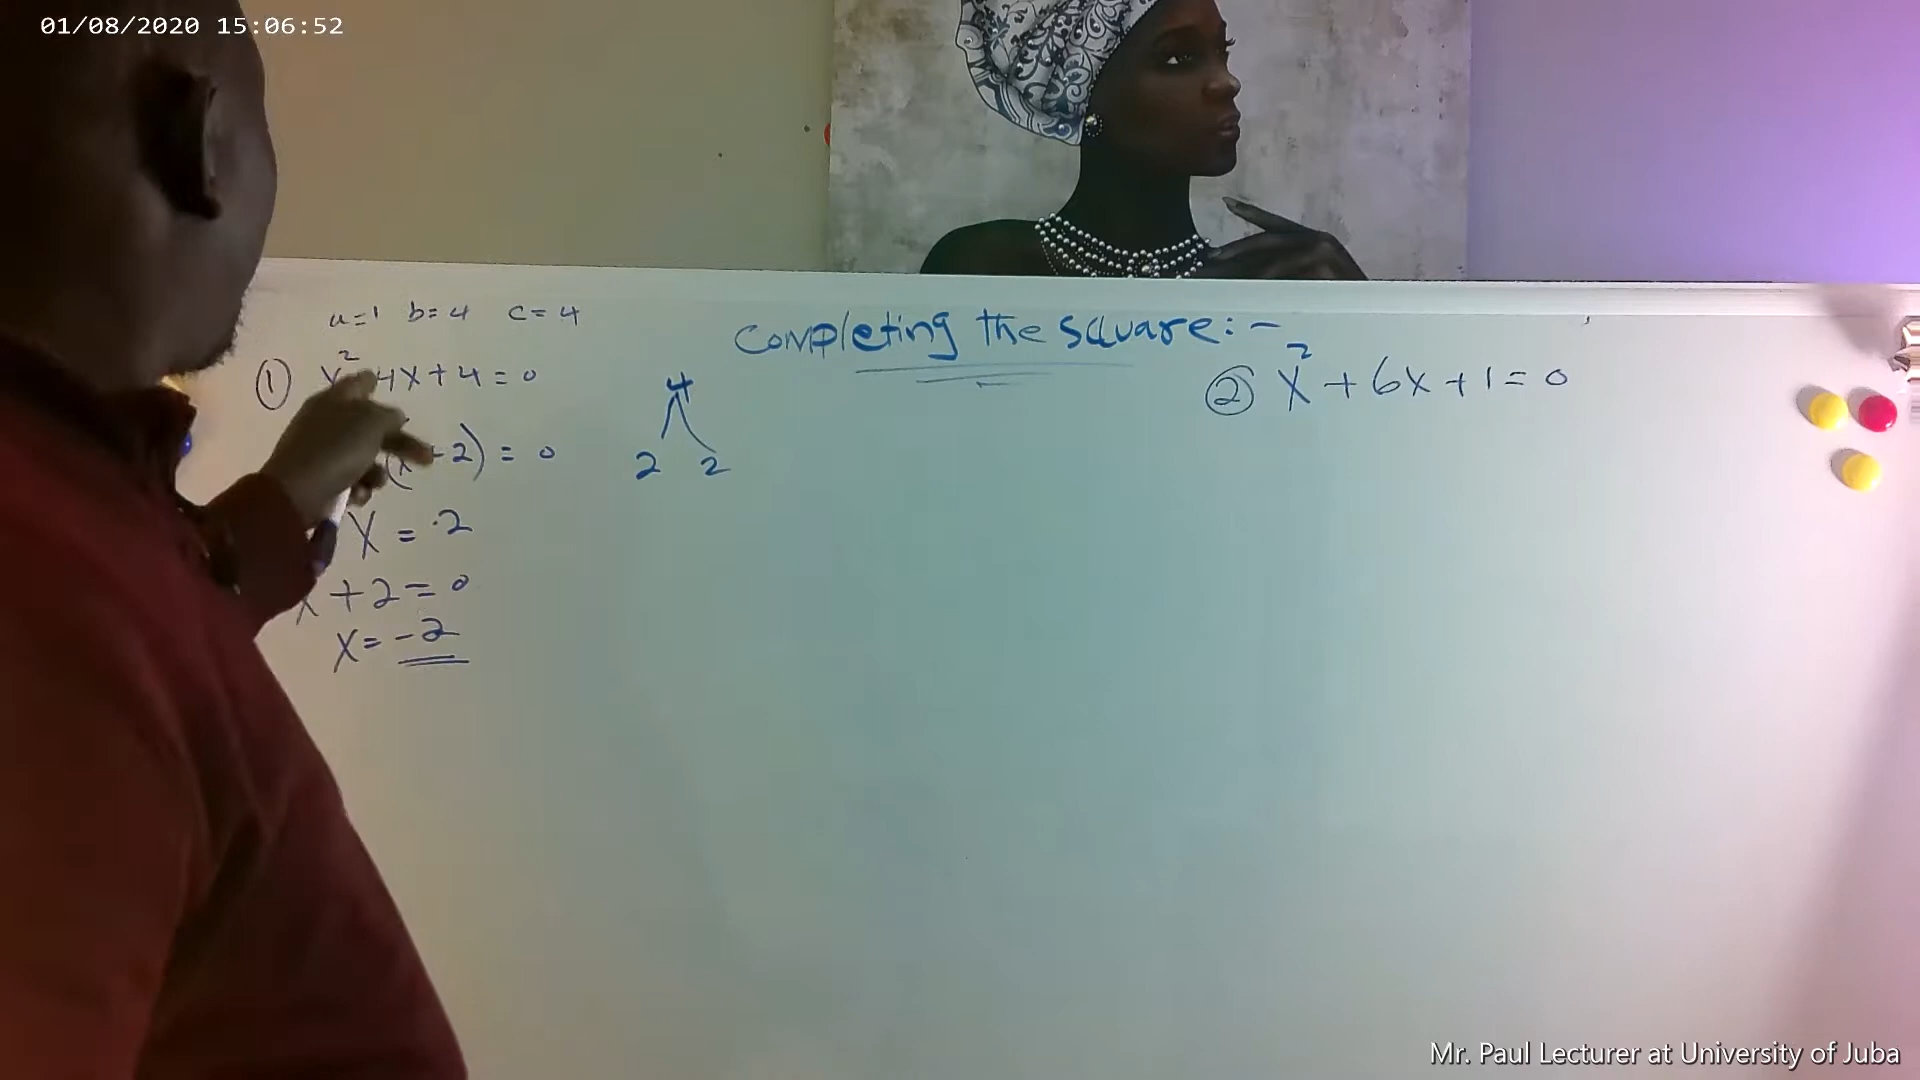 01/08/2020 15:06:52
a=1 b=4 c=4
Completing the square:-
① x² 4x+4=0
-2) = 0
4
2 2
x = -2
x+2=0
x=-2
② x²+6x+1=0
Mr. Paul Lecturer at University of Juba